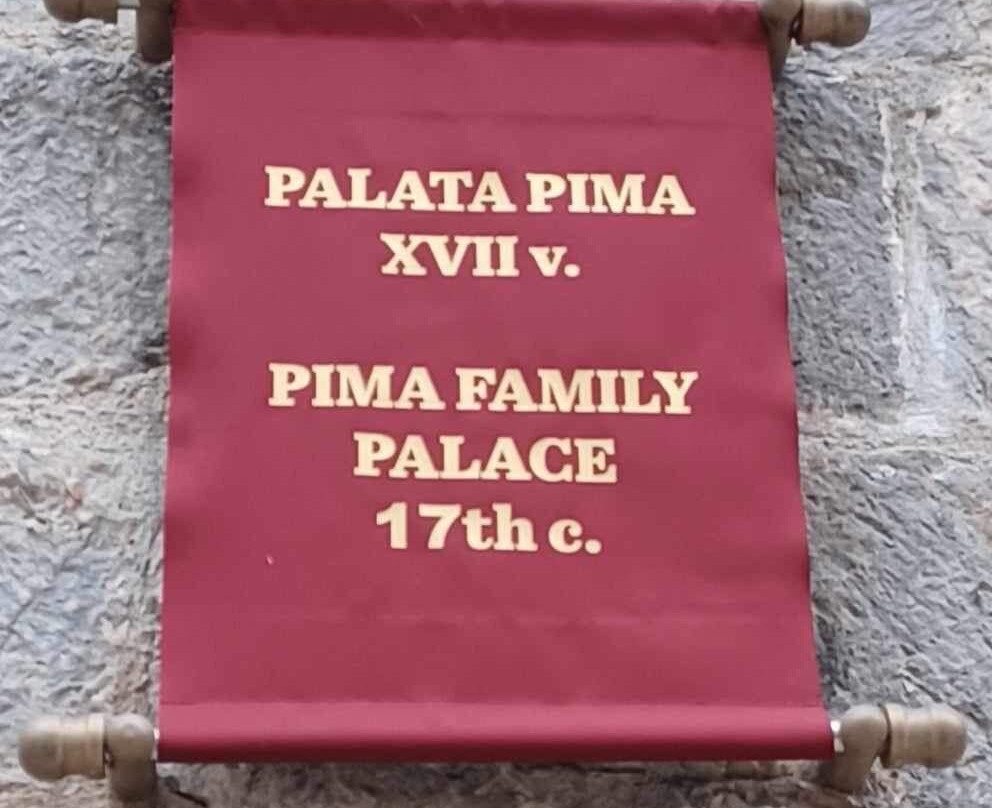 PALATA PIMA
XVII v.
PIMA FAMILY
PALACE
17th c.